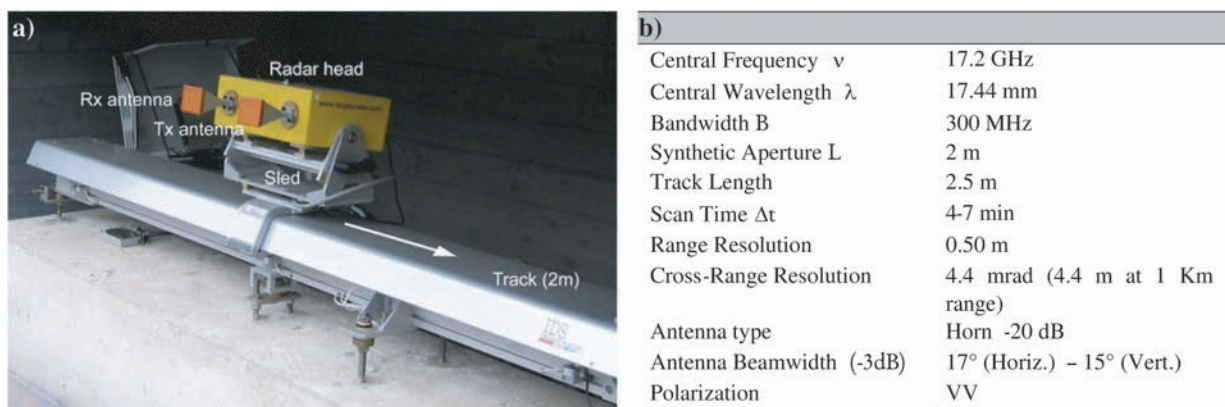 a)
Radar head
Rx antenna
Tx antenna
Sled
Track (2m)
IDS
b)
Central Frequency ν 17.2 GHz
Central Wavelength λ 17.44 mm
Bandwidth B 300 MHz
Synthetic Aperture L 2 m
Track Length 2.5 m
Scan Time Δt 4-7 min
Range Resolution 0.50 m
Cross-Range Resolution 4.4 mrad (4.4 m at 1 Km
range)
Antenna type Horn -20 dB
Antenna Beamwidth (-3dB) 17° (Horiz.) – 15° (Vert.)
Polarization VV